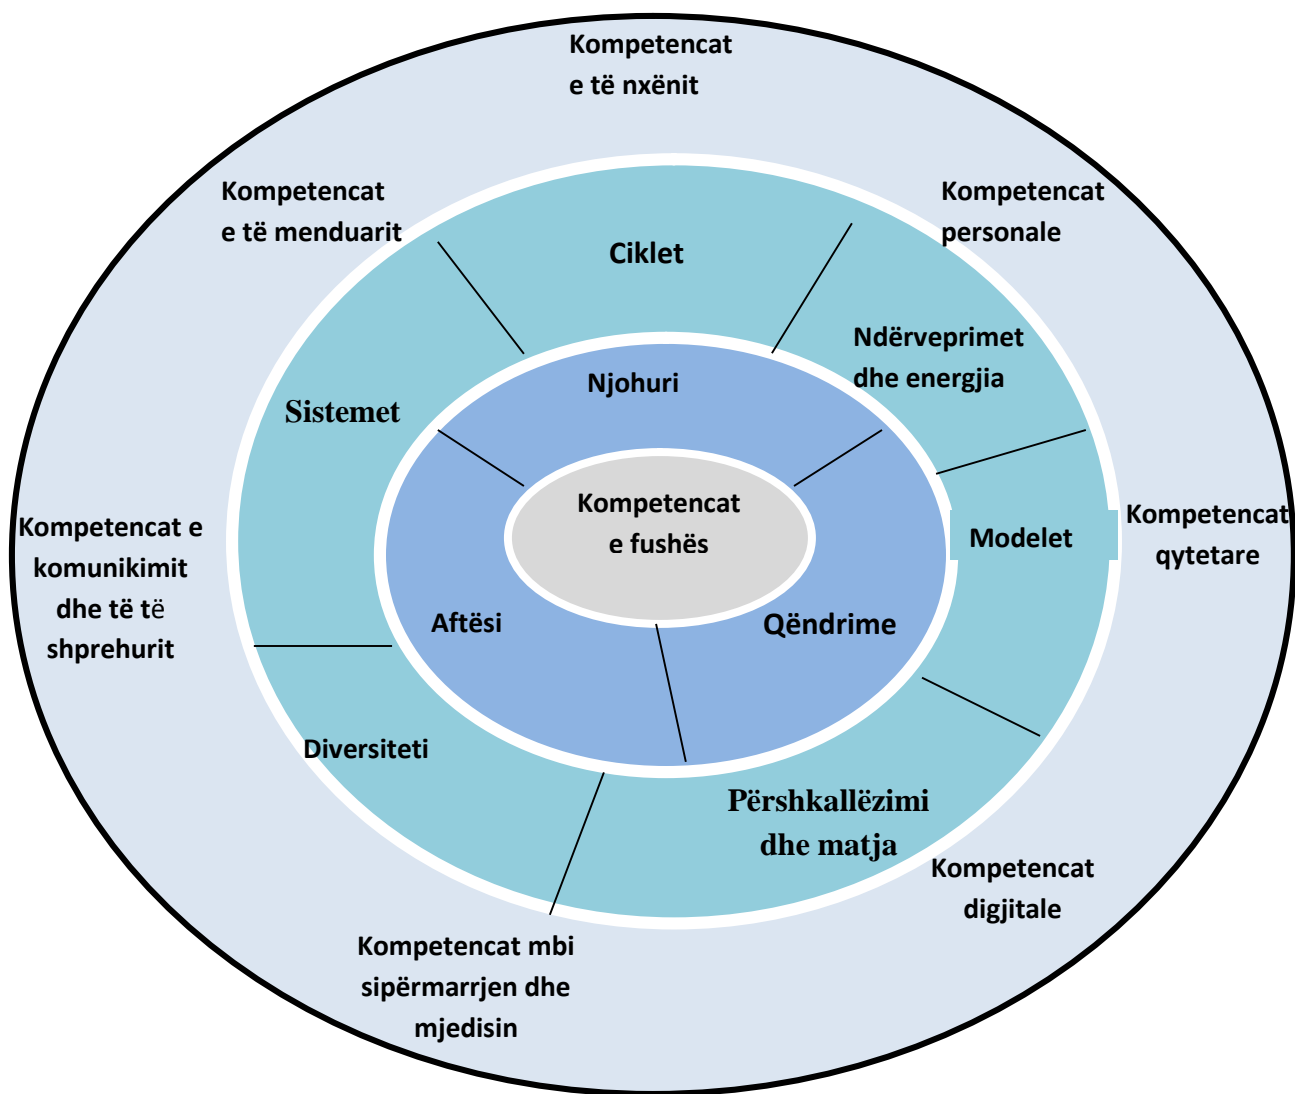 Kompetencat
e të nxënit
Kompetencat
e të menduarit
Kompetencat
personale
Ciklet
Ndërveprimet
dhe energjia
Njohuri
Sistemet
Kompetencat
e fushës
Modelet
Kompetencat
qytetare
Kompetencat e
komunikimit
dhe të të
shprehurit
Aftësi
Qëndrime
Diversiteti
Përshkallëzimi
dhe matja
Kompetencat
digjitale
Kompetencat mbi
sipërmarrjen dhe
mjedisin